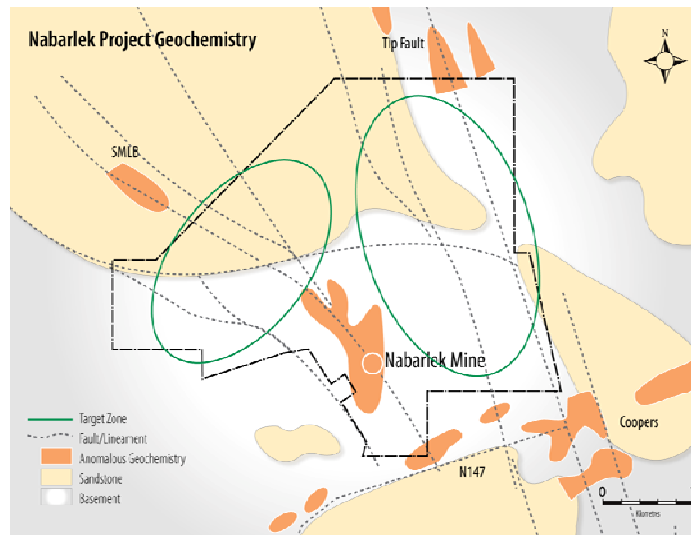 Nabarlek Project Geochemistry
Tip Fault
N
SMLB
Nabarlek Mine
Target Zone
Fault/Lineament
Anomalous Geochemistry
Sandstone
Basement
Coopers
N147
0
Kilometres